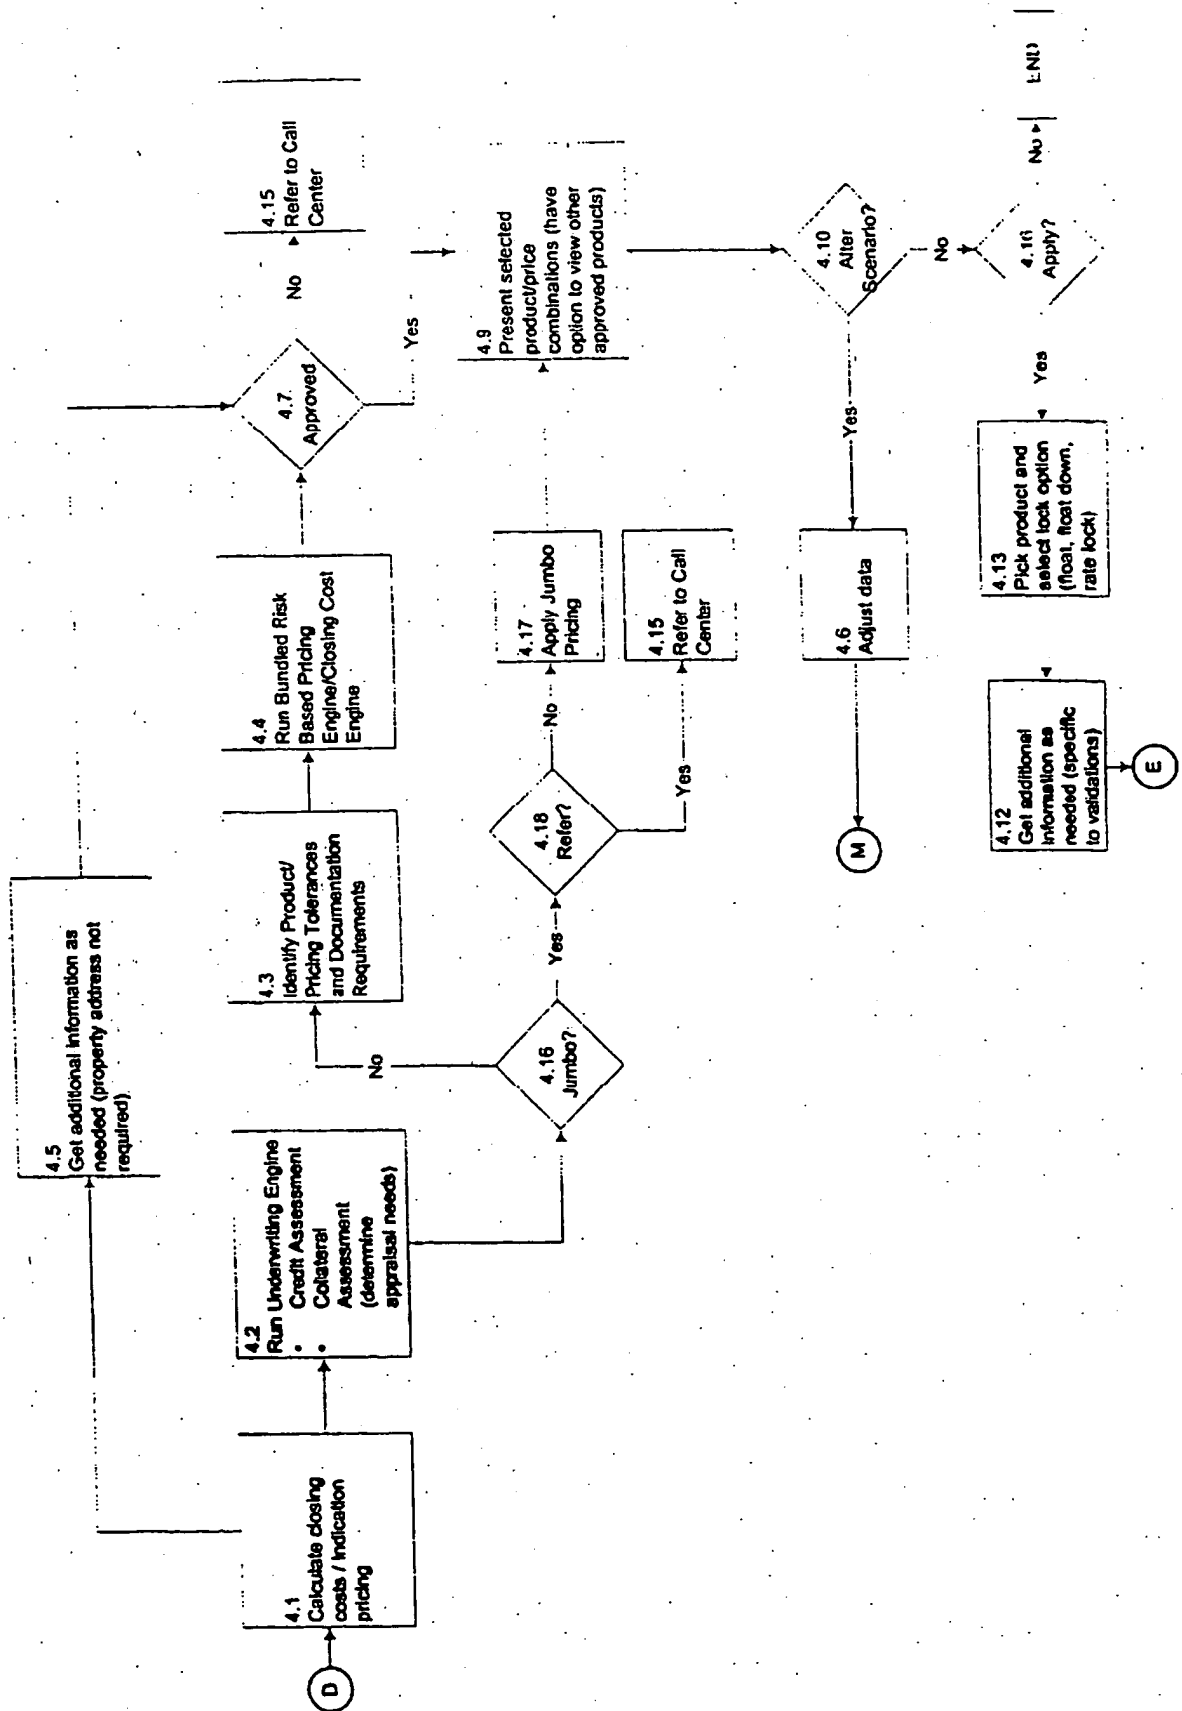 4.5
Get additional information as
needed (property address not
required)
D
4.1
Calculate closing
costs / indication
pricing
4.2
Run Underwriting Engine
• Credit Assessment
• Collateral
Assessment
(determine
appraisal needs)
4.3
Identify Product/
Pricing Tolerances
and Documentation
Requirements
4.4
Run Bundled Risk
Based Pricing
Engine/Closing Cost
Engine
4.7
Approved
No
4.15
Refer to Call
Center
Yes
No
4.16
Jumbo?
Yes
4.18
Refer?
No
4.17
Apply Jumbo
Pricing
Yes
4.15
Refer to Call
Center
4.9
Present selected
product/price
combinations (have
option to view other
approved products)
M
4.6
Adjust data
Yes
4.10
Alter
Scenario?
No
4.12
Get additional
information as
needed (specific
to validations)
E
4.13
Pick product and
select lock option
(float, float down,
rate lock)
Yes
4.16
Apply?
No
END